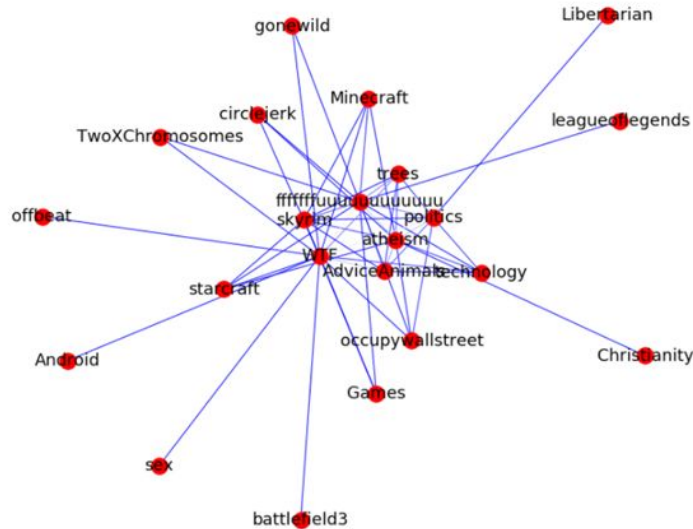 Libertarian
gonewild
Minecraft
circlejerk
leagueoflegends
TwoXChromosomes
trees
fffffffuuuuuuuuuuuu
offbeat
skyrim
politics
atheism
WTF
AdviceAnimals
technology
starcraft
occupywallstreet
Android
Christianity
Games
sex
battlefield3